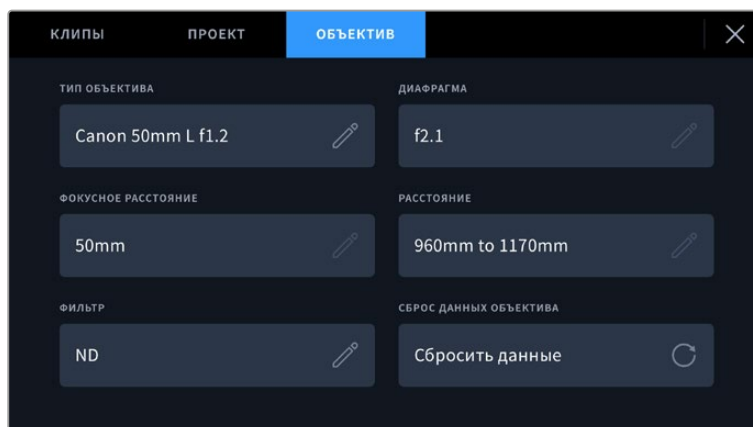 КЛИПЫ ПРОЕКТ ОБЪЕКТИВ
ТИП ОБЪЕКТИВА
Canon 50mm L f1.2
ДИАФРАГМА
f2.1
ФОКУСНОЕ РАССТОЯНИЕ
50mm
РАССТОЯНИЕ
960mm to 1170mm
ФИЛЬТР
ND
СБРОС ДАННЫХ ОБЪЕКТИВА
Сбросить данные